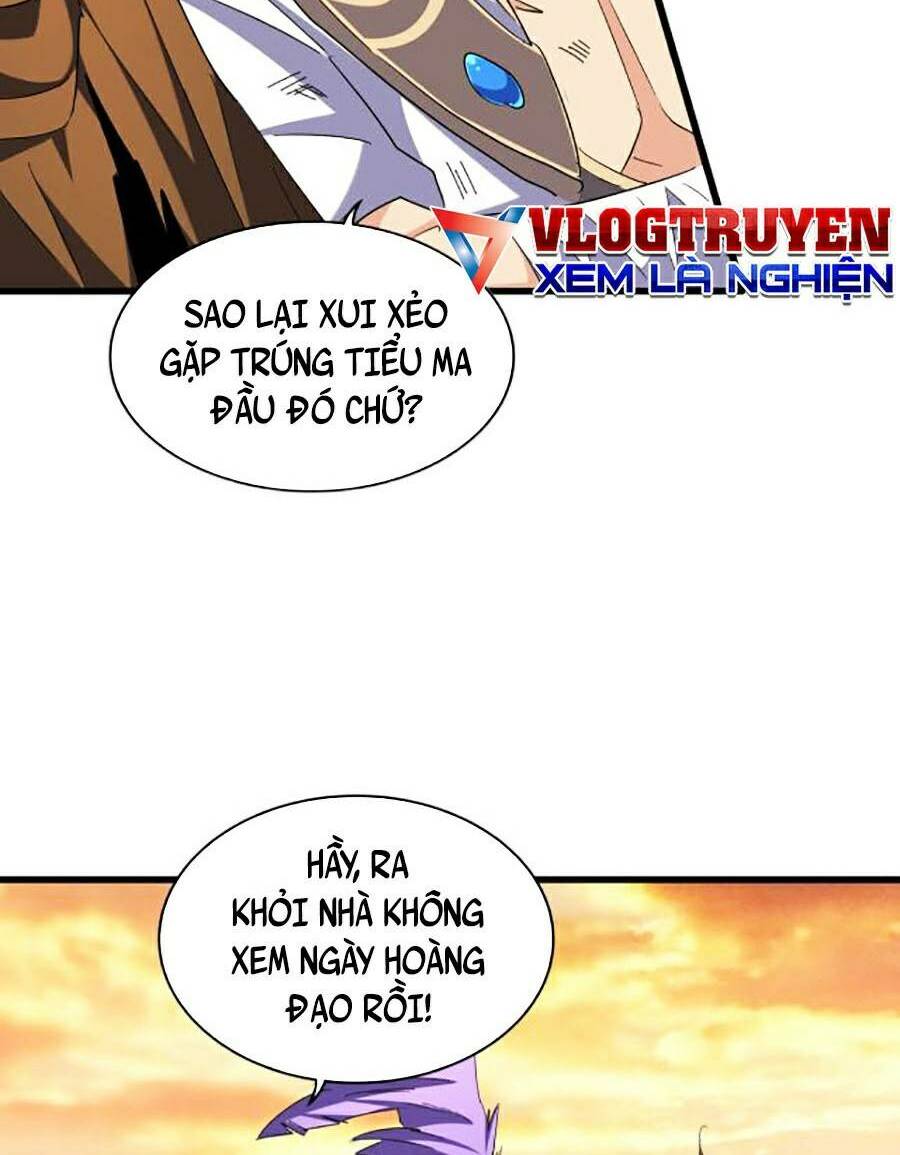 VLOGTRUYEN
XEM LÀ NGHIỆN
SAO LẠI XUI XẺO
GẶP TRÚNG TIỂU MA
ĐẦU ĐÓ CHỨ?
HẦY, RA
KHỎI NHÀ KHÔNG
XEM NGÀY HOÀNG
ĐẠO RỒI!